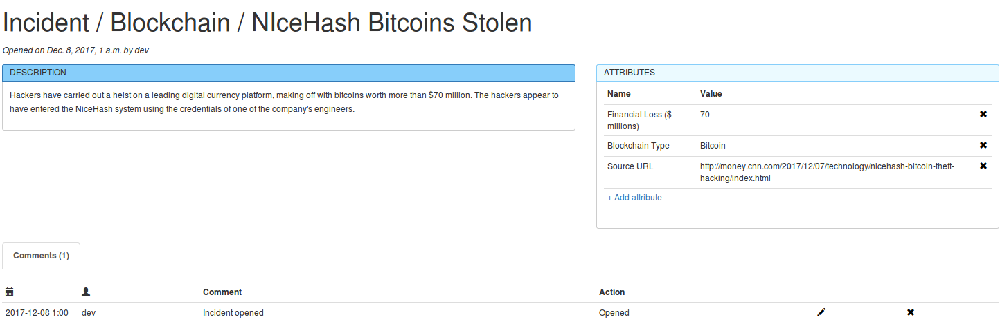 Incident / Blockchain / NIceHash Bitcoins Stolen
Opened on Dec. 8, 2017, 1 a.m. by dev
DESCRIPTION
Hackers have carried out a heist on a leading digital currency platform, making off with bitcoins worth more than $70 million. The hackers appear to
have entered the NiceHash system using the credentials of one of the company's engineers.
ATTRIBUTES
Name Value
Financial Loss ($ 70
millions)
Blockchain Type Bitcoin
Source URL http://money.cnn.com/2017/12/07/technology/nicehash-bitcoin-theft-
hacking/index.html
+ Add attribute
Comments (1)
Comment Action
2017-12-08 1:00 dev Incident opened Opened